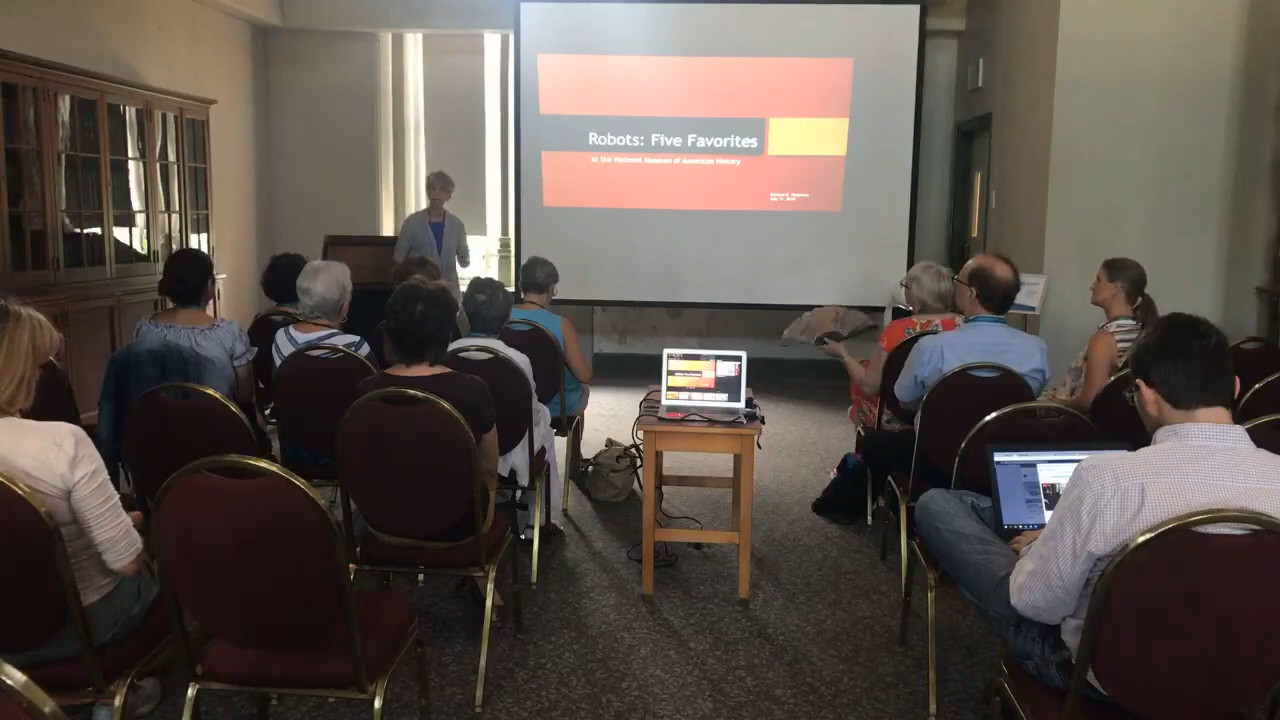 Robots: Five Favorites
at the National Museum of American History